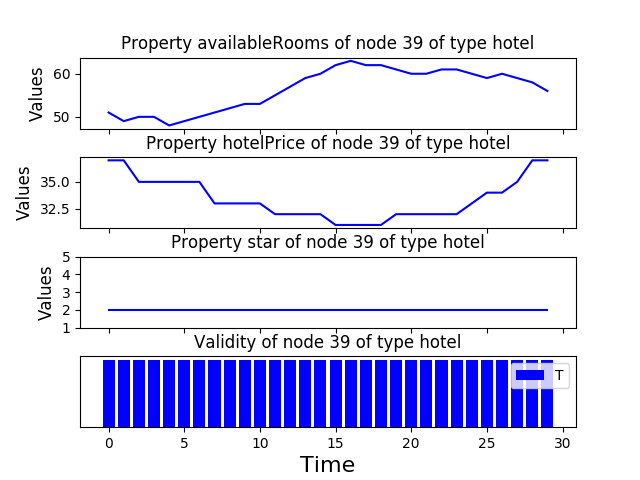 Property availableRooms of node 39 of type hotel
60
50
Values
Property hotelPrice of node 39 of type hotel
35.0
32.5
Values
Property star of node 39 of type hotel
5
4
3
2
1
Values
Validity of node 39 of type hotel
T
0 5 10 15 20 25 30
Time